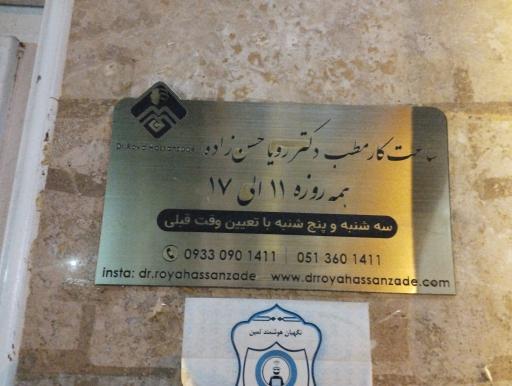 Dr.Roya Hassanzade
ساعت کار مطب دکتر رویا حسن زاده
همه روزه ۱۱ الی ۱۷
سه شنبه و پنج شنبه با تعیین وقت قبلی
0933 090 1411 | 051 360 1411
insta: dr.royahassanzade www.drroyahassanzade.com
نگهبان هوشمند ثمین